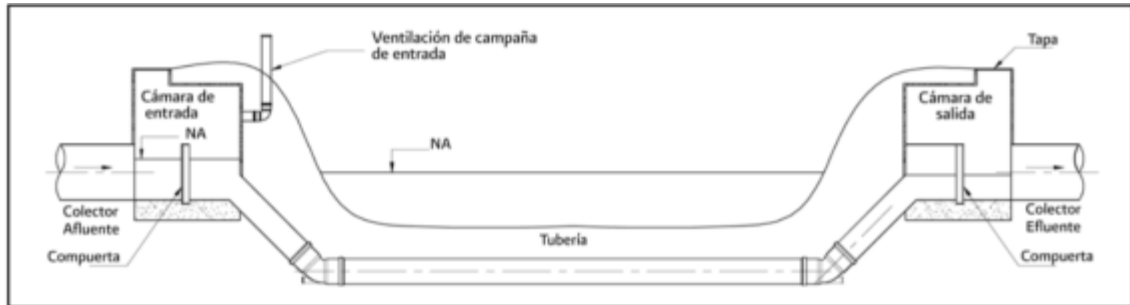 Ventilación de campaña
de entrada
Tapa
Cámara de
entrada
Cámara de
salida
NA
NA
Colector
Afluente
Tubería
Colector
Efluente
Compuerta
Compuerta